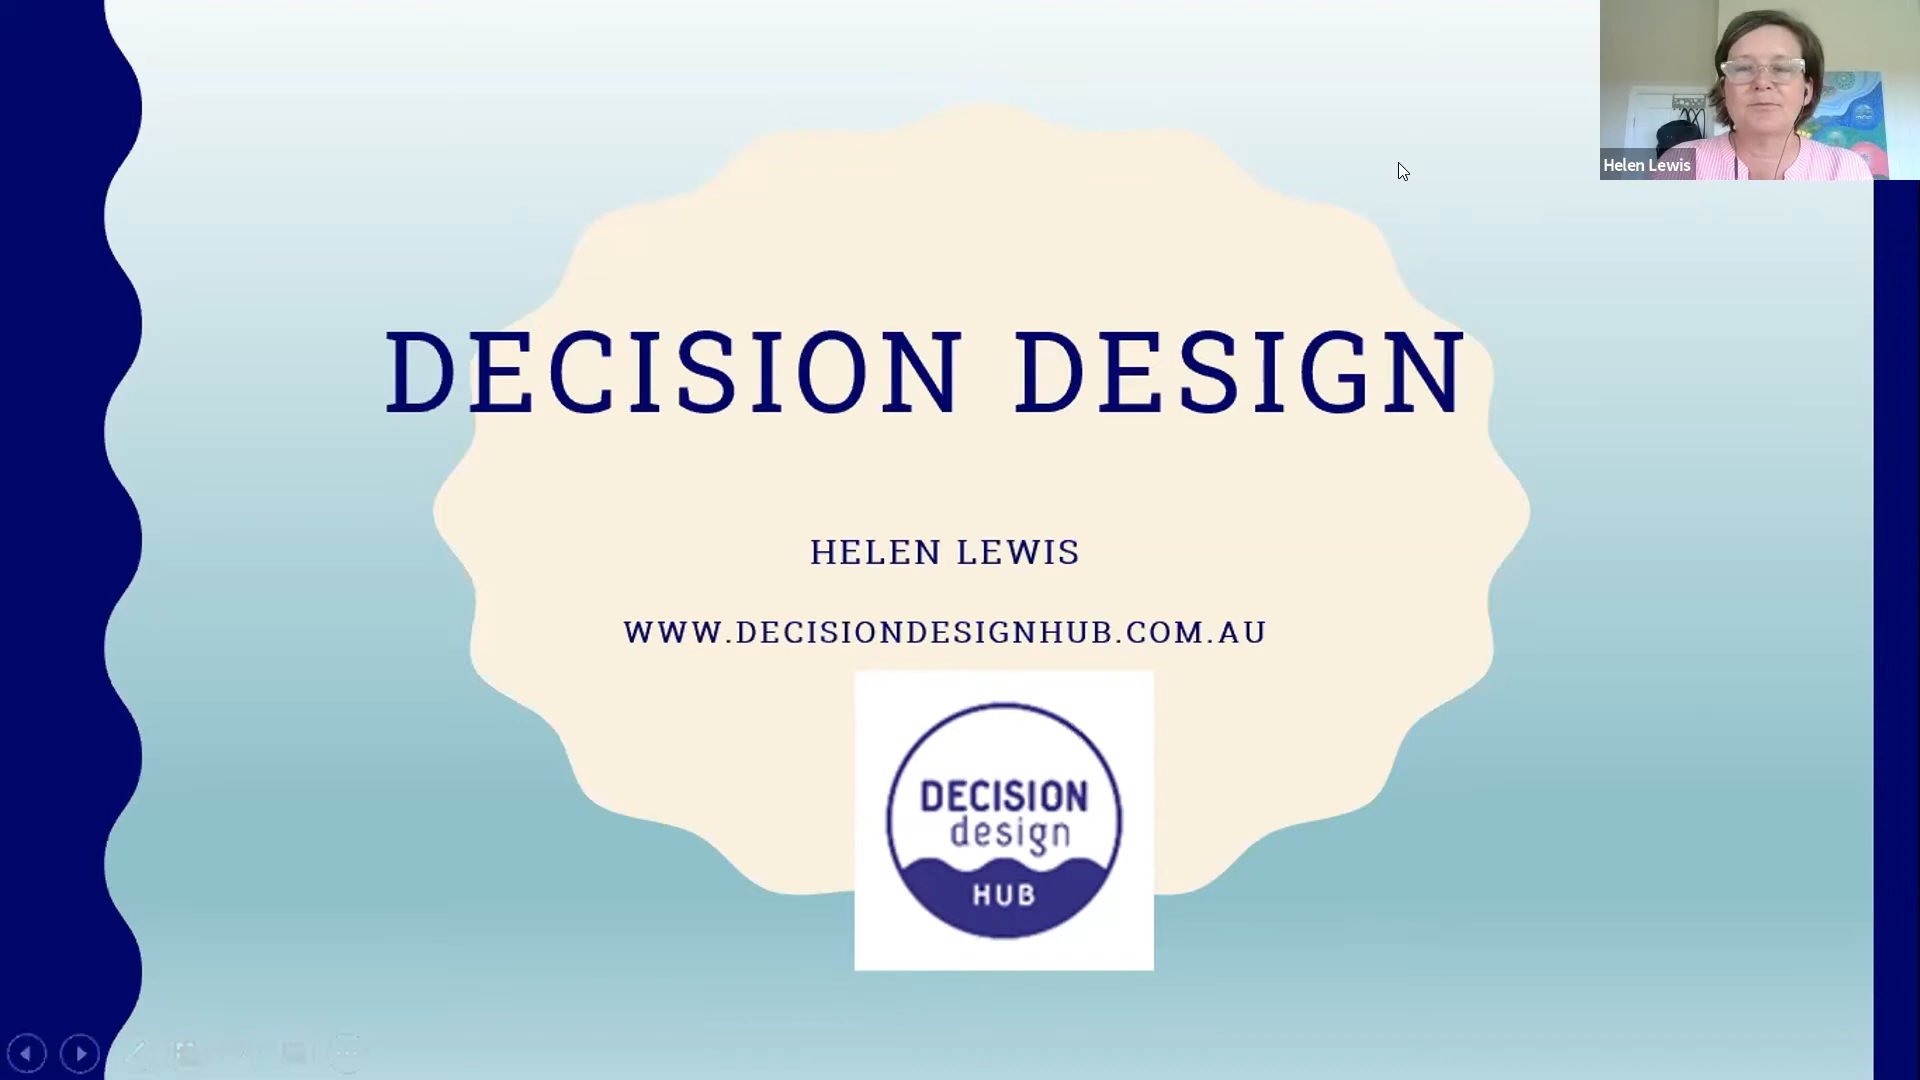 Helen Lewis
DECISION DESIGN
HELEN LEWIS
WWW.DECISIONDESIGNHUB.COM.AU
DECISION
design
HUB